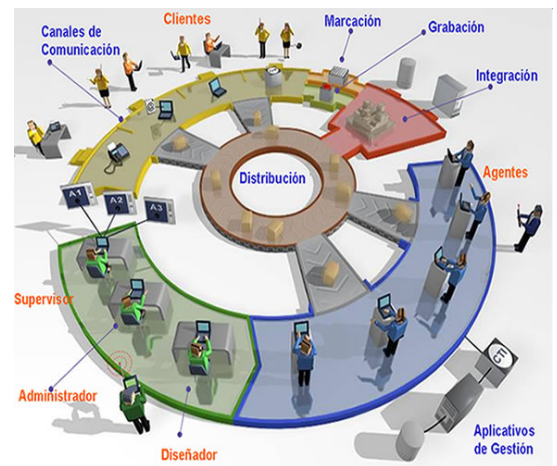 Clientes
Marcación
Grabación
Canales de
Comunicación
Integración
Distribución
Agentes
A1
A2
A3
Supervisor
Administrador
Diseñador
CTI
Aplicativos
de Gestión